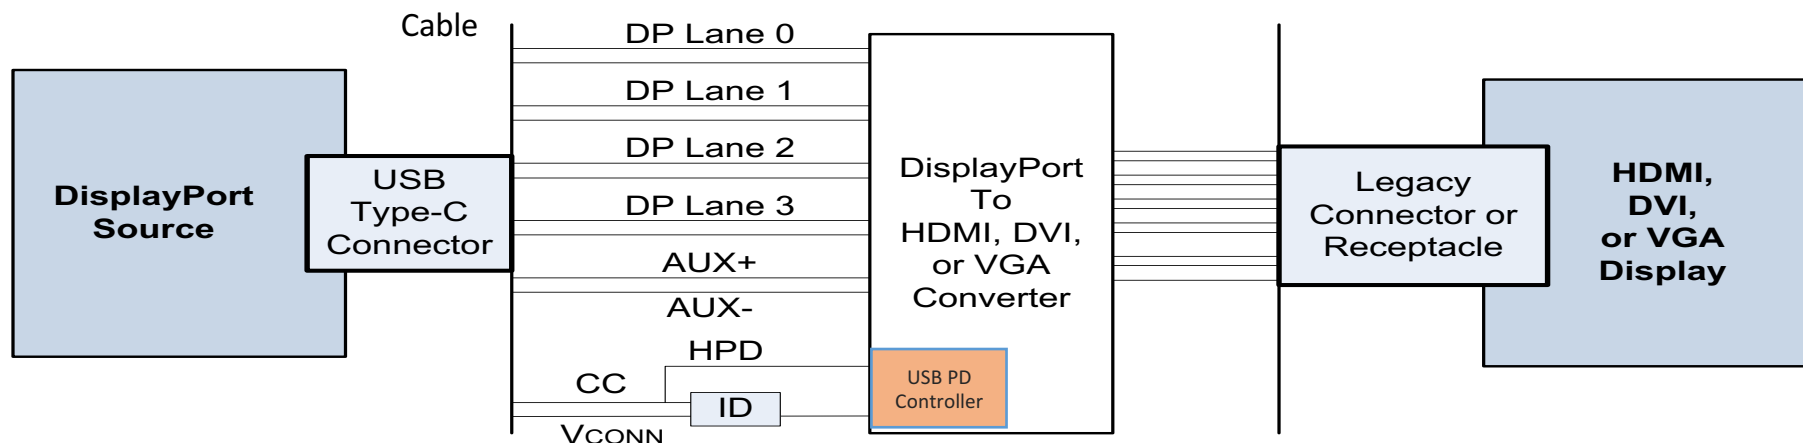 Cable
DisplayPort
Source
USB
Type-C
Connector
DP Lane 0
DP Lane 1
DP Lane 2
DP Lane 3
AUX+
AUX-
HPD
CC
ID
VCONN
DisplayPort
To
HDMI, DVI,
or VGA
Converter
USB PD
Controller
Legacy
Connector or
Receptacle
HDMI,
DVI,
or VGA
Display